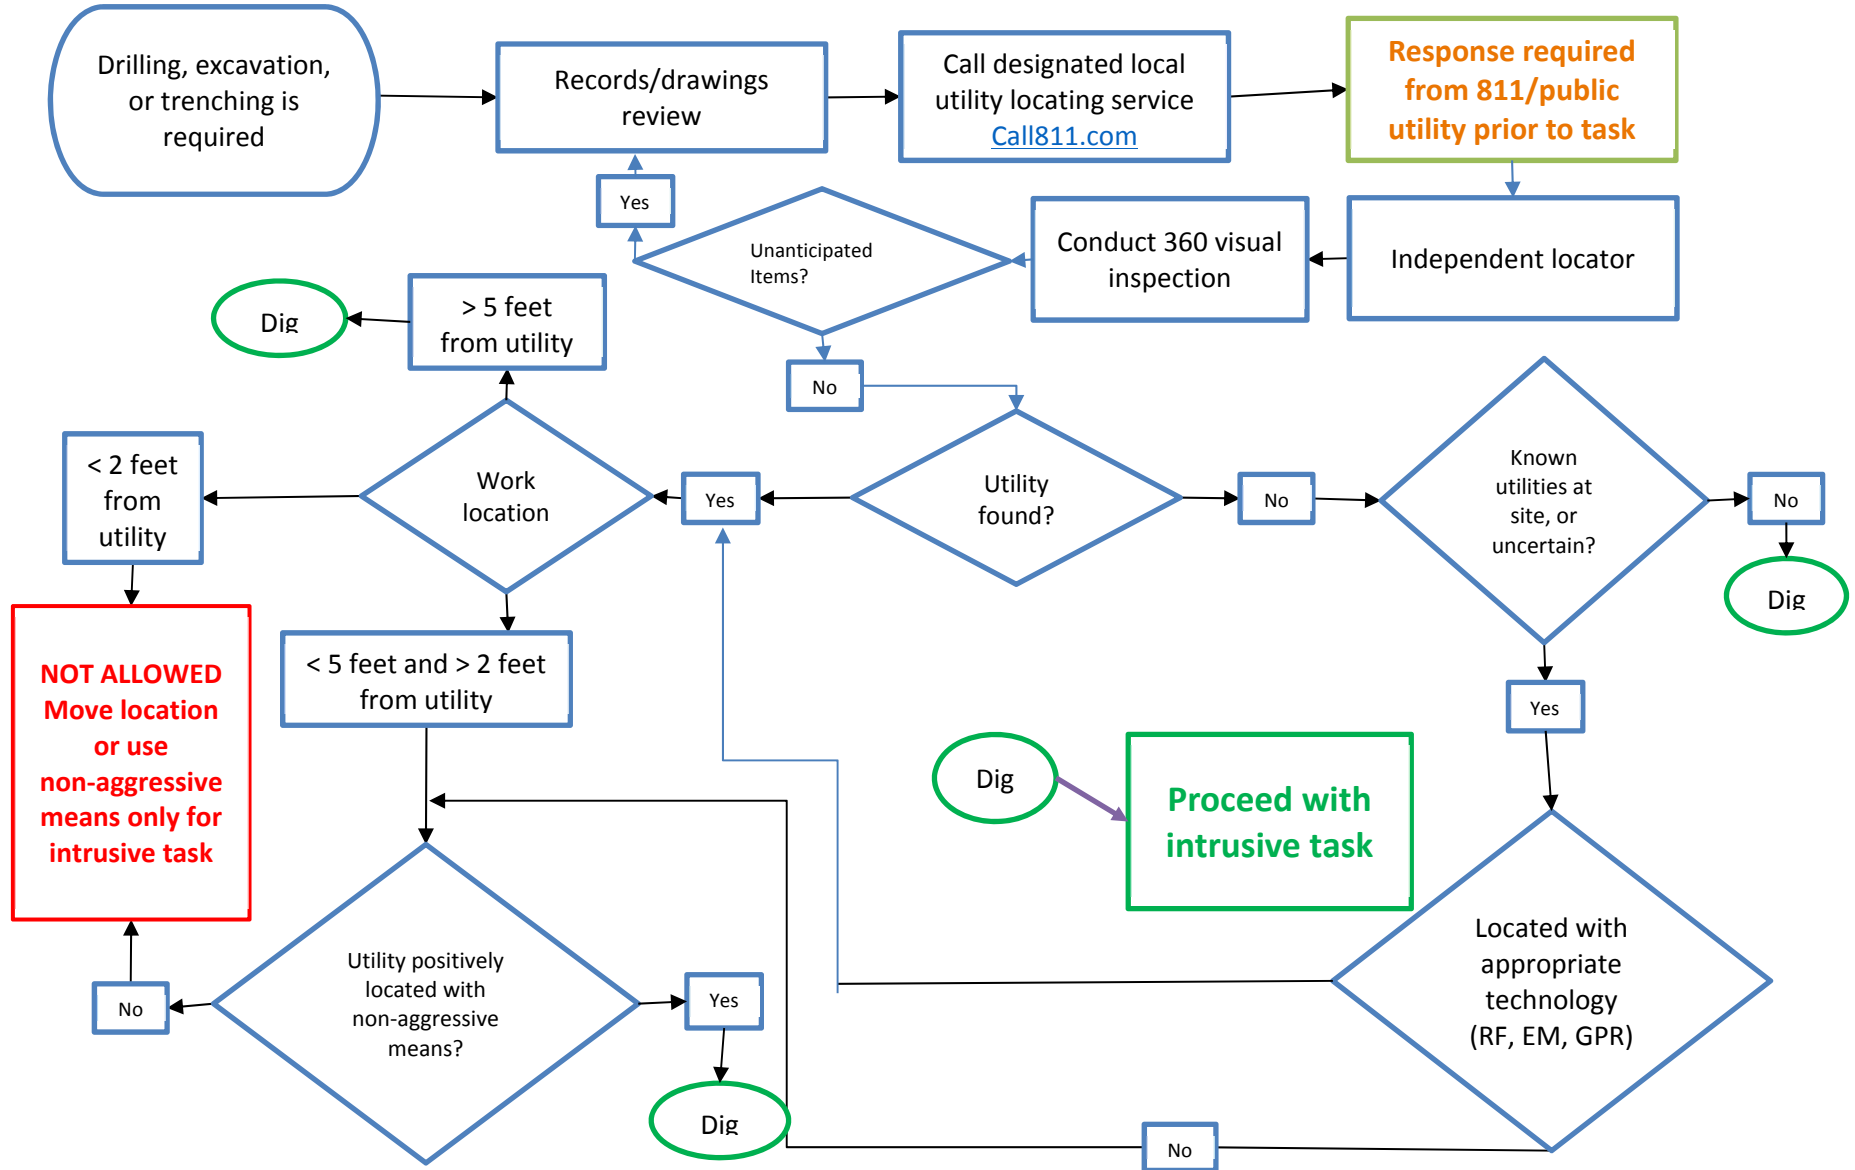 Drilling, excavation,
or trenching is
required
Records/drawings
review
Call designated local
utility locating service
Call811.com
Response required
from 811/public
utility prior to task
Yes
Unanticipated
Items?
Conduct 360 visual
inspection
Independent locator
Dig
> 5 feet
from utility
No
< 2 feet
from
utility
Work
location
Yes
Utility
found?
No
Known
utilities at
site, or
uncertain?
No
Dig
NOT ALLOWED
Move location
or use
non-aggressive
means only for
intrusive task
< 5 feet and > 2 feet
from utility
Yes
Dig
Proceed with
intrusive task
Located with
appropriate
technology
(RF, EM, GPR)
No
Utility positively
located with
non-aggressive
means?
Yes
Dig
No